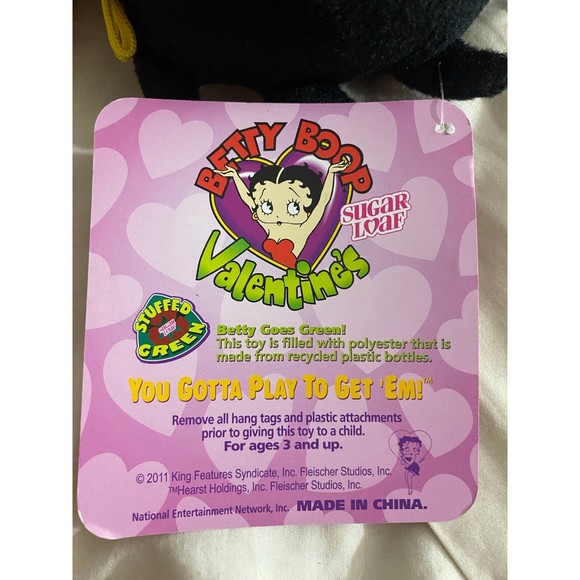 BETTY BOOP
SUGAR
LOAF
Valentine's
STUFFED
SUGAR
LOAF
GREEN
Betty Goes Green!
This toy is filled with polyester that is
made from recycled plastic bottles.
YOU GOTTA PLAY TO GET 'EM!™
Remove all hang tags and plastic attachments
prior to giving this toy to a child.
For ages 3 and up.
© 2011 King Features Syndicate, Inc. Fleischer Studios, Inc.
™Hearst Holdings, Inc. Fleischer Studios, Inc.
National Entertainment Network, Inc. MADE IN CHINA.